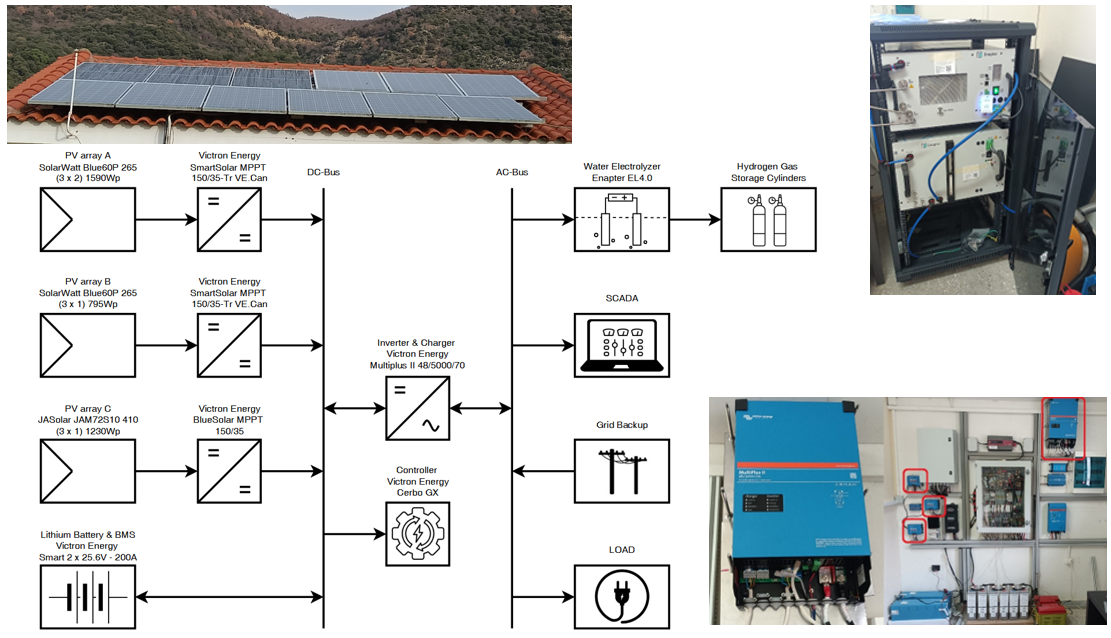 PV array A
SolarWatt Blue60P 265
(3 x 2) 1590Wp
Victron Energy
SmartSolar MPPT
150/35-Tr VE.Can
DC-Bus
AC-Bus
Water Electrolyzer
Enapter EL4.0
Hydrogen Gas
Storage Cylinders
PV array B
SolarWatt Blue60P 265
(3 x 1) 795Wp
Victron Energy
SmartSolar MPPT
150/35-Tr VE.Can
SCADA
Inverter & Charger
Victron Energy
Multiplus II 48/5000/70
PV array C
JASolar JAM72S10 410
(3 x 1) 1230Wp
Victron Energy
BlueSolar MPPT
150/35
Grid Backup
Controller
Victron Energy
Cerbo GX
Lithium Battery & BMS
Victron Energy
Smart 2 x 25.6V - 200A
LOAD
MultiPlus II